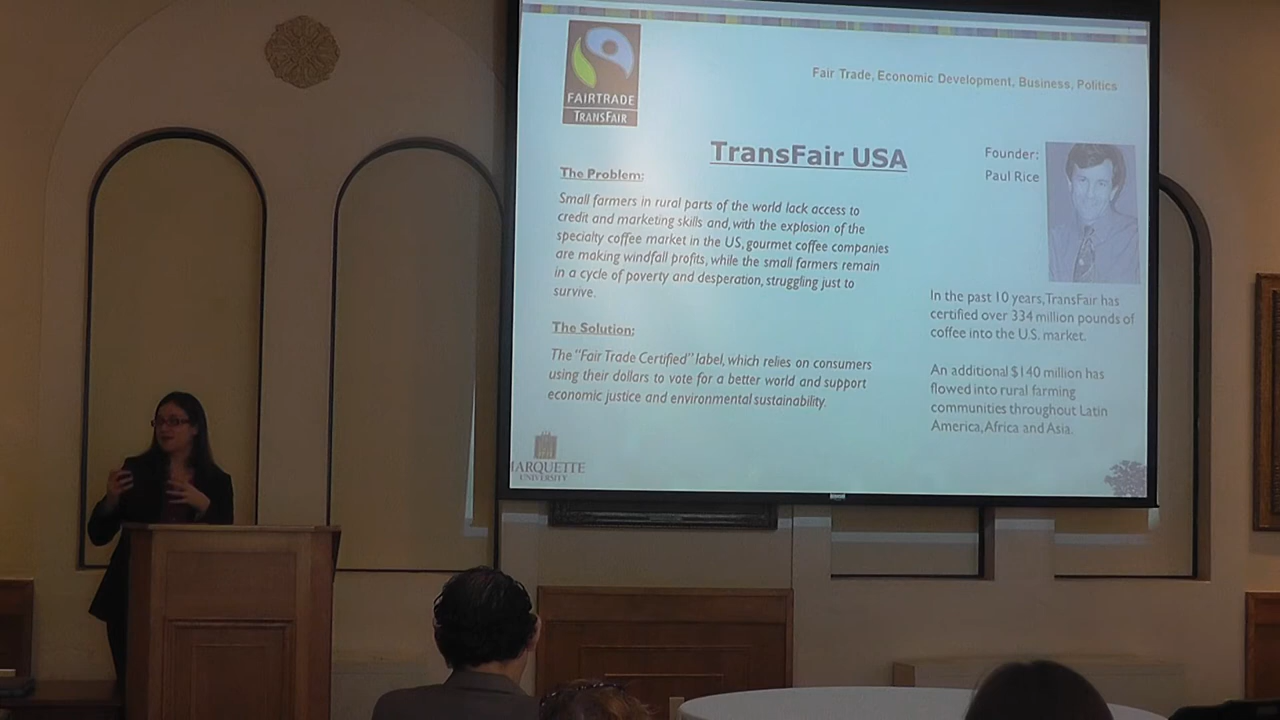 FAIRTRADE
TRANSFAIR
Fair Trade, Economic Development, Business, Politics
TransFair USA
Founder:
Paul Rice
The Problem:
Small farmers in rural parts of the world lack access to
credit and marketing skills and, with the explosion of the
specialty coffee market in the US, gourmet coffee companies
are making windfall profits, while the small farmers remain
in a cycle of poverty and desperation, struggling just to
survive.
The Solution:
The "Fair Trade Certified" label, which relies on consumers
using their dollars to vote for a better world and support
economic justice and environmental sustainability.
In the past 10 years, TransFair has
certified over 334 million pounds of
coffee into the U.S. market.
An additional $140 million has
flowed into rural farming
communities throughout Latin
America, Africa and Asia.
MARQUETTE
UNIVERSITY